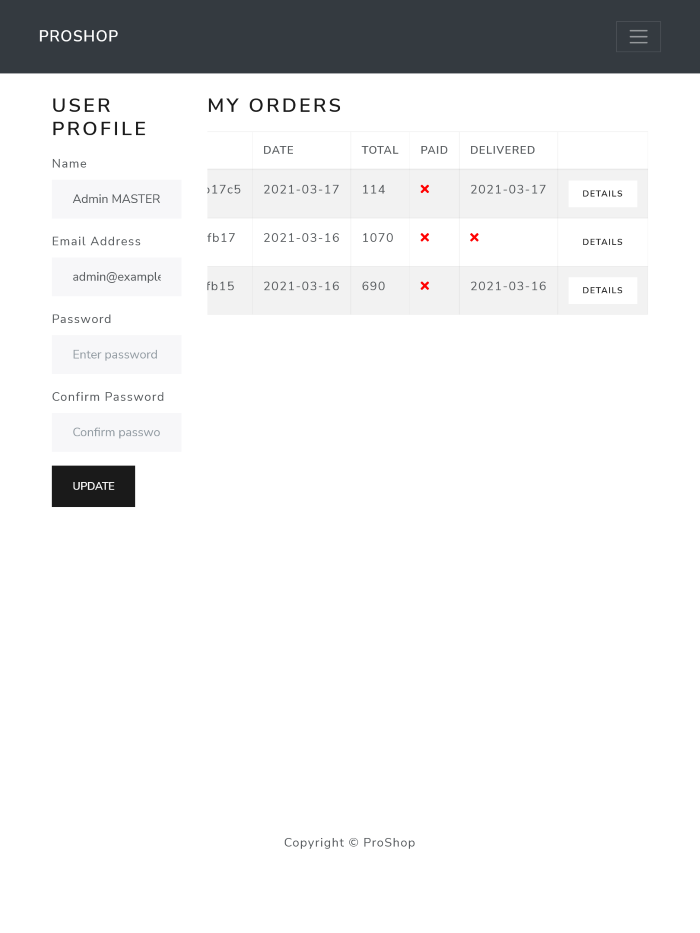 PROSHOP
USER
PROFILE
Name
Admin MASTER
Email Address
admin@example
Password
Enter password
Confirm Password
Confirm passwo
UPDATE
MY ORDERS
DATE TOTAL PAID DELIVERED
b17c5 2021-03-17 114 2021-03-17 DETAILS
fb17 2021-03-16 1070 DETAILS
fb15 2021-03-16 690 2021-03-16 DETAILS
Copyright © ProShop